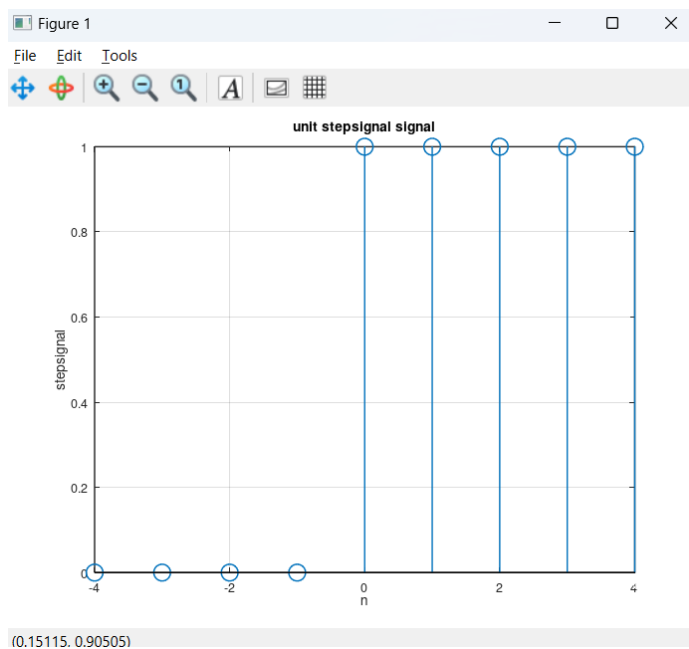 Figure 1
File Edit Tools
A
unit stepsignal signal
1
0.8
0.6
0.4
0.2
0
stepsignal
-4 -2 0 2 4
n
(0.15115, 0.90505)